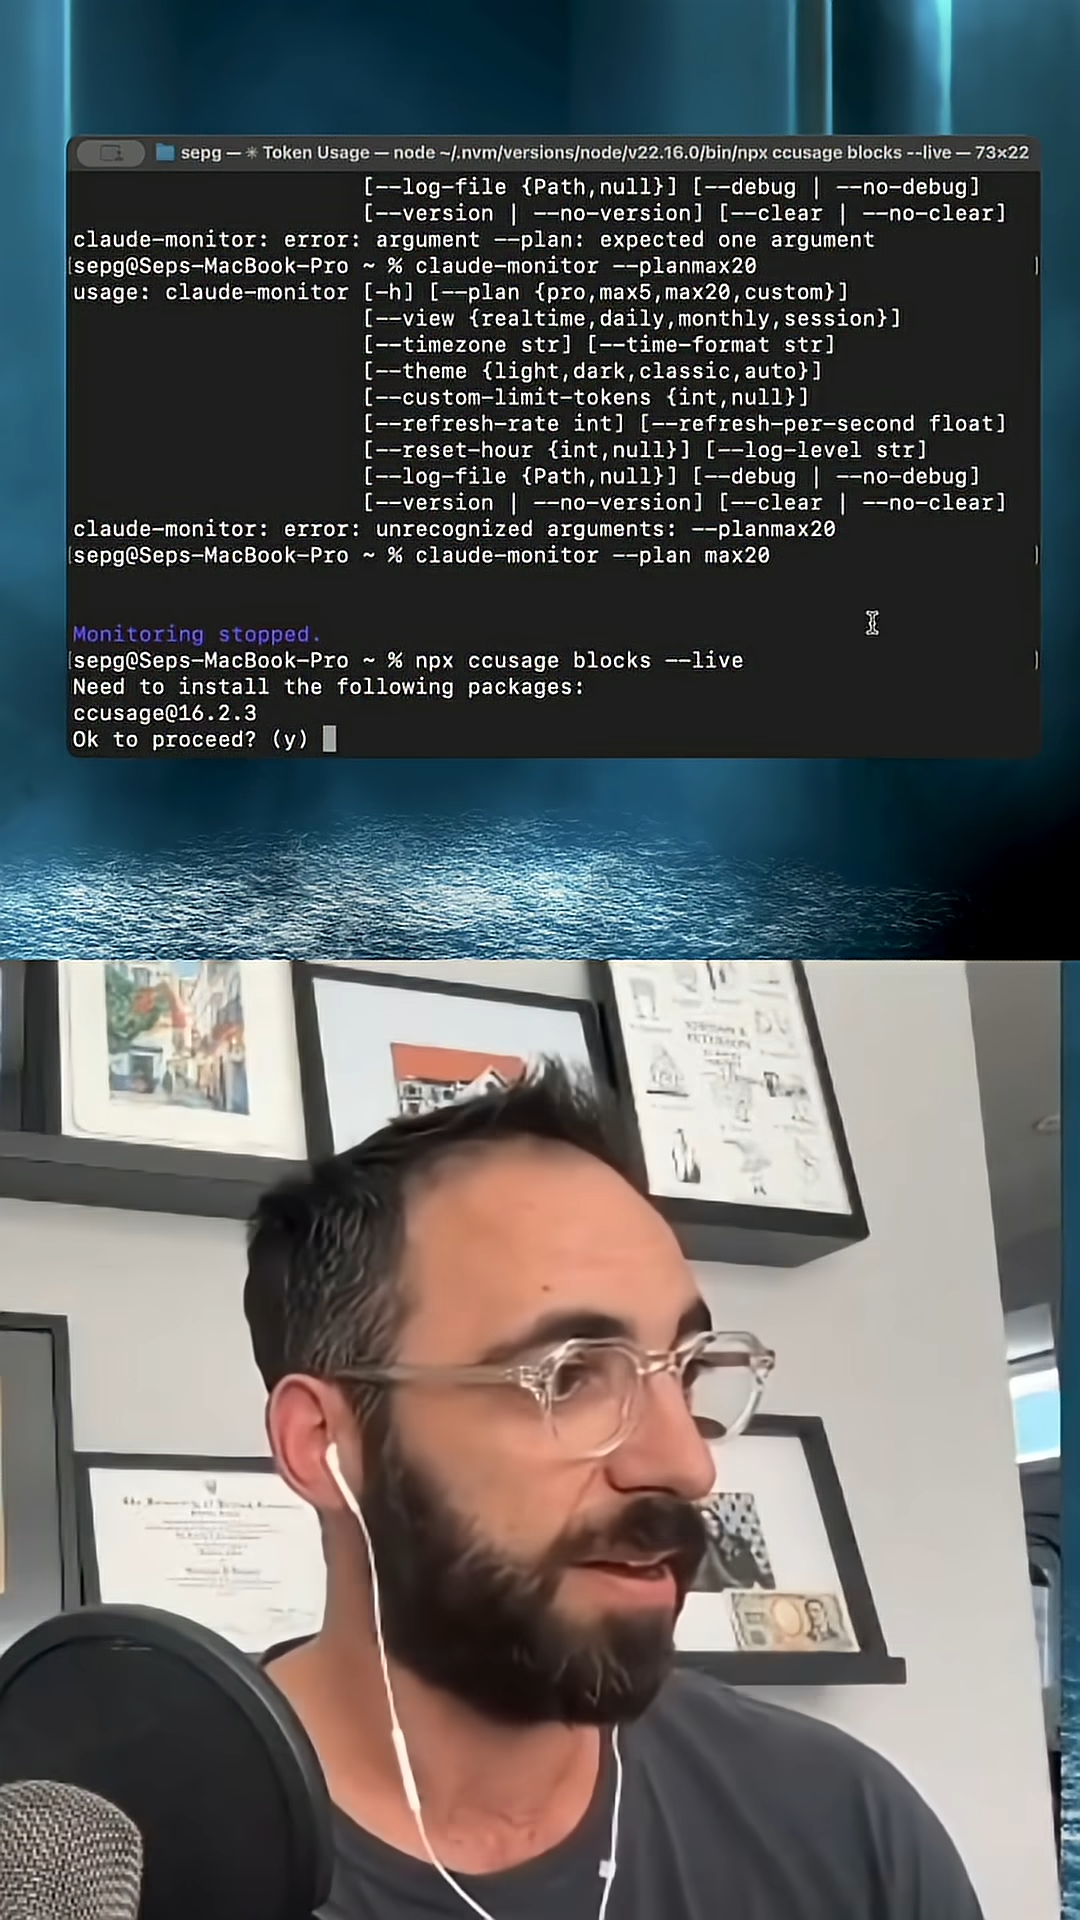 sepg — ✳ Token Usage — node ~/.nvm/versions/node/v22.16.0/bin/npx ccusage blocks --live — 73×22
[--log-file {Path,null}] [--debug | --no-debug]
[--version | --no-version] [--clear | --no-clear]
claude-monitor: error: argument --plan: expected one argument
[sepg@Seps-MacBook-Pro ~ % claude-monitor --planmax20 ]
usage: claude-monitor [-h] [--plan {pro,max5,max20,custom}]
[--view {realtime,daily,monthly,session}]
[--timezone str] [--time-format str]
[--theme {light,dark,classic,auto}]
[--custom-limit-tokens {int,null}]
[--refresh-rate int] [--refresh-per-second float]
[--reset-hour {int,null}] [--log-level str]
[--log-file {Path,null}] [--debug | --no-debug]
[--version | --no-version] [--clear | --no-clear]
claude-monitor: error: unrecognized arguments: --planmax20
[sepg@Seps-MacBook-Pro ~ % claude-monitor --plan max20 ]
Monitoring stopped.
[sepg@Seps-MacBook-Pro ~ % npx ccusage blocks --live ]
Need to install the following packages:
ccusage@16.2.3
Ok to proceed? (y)